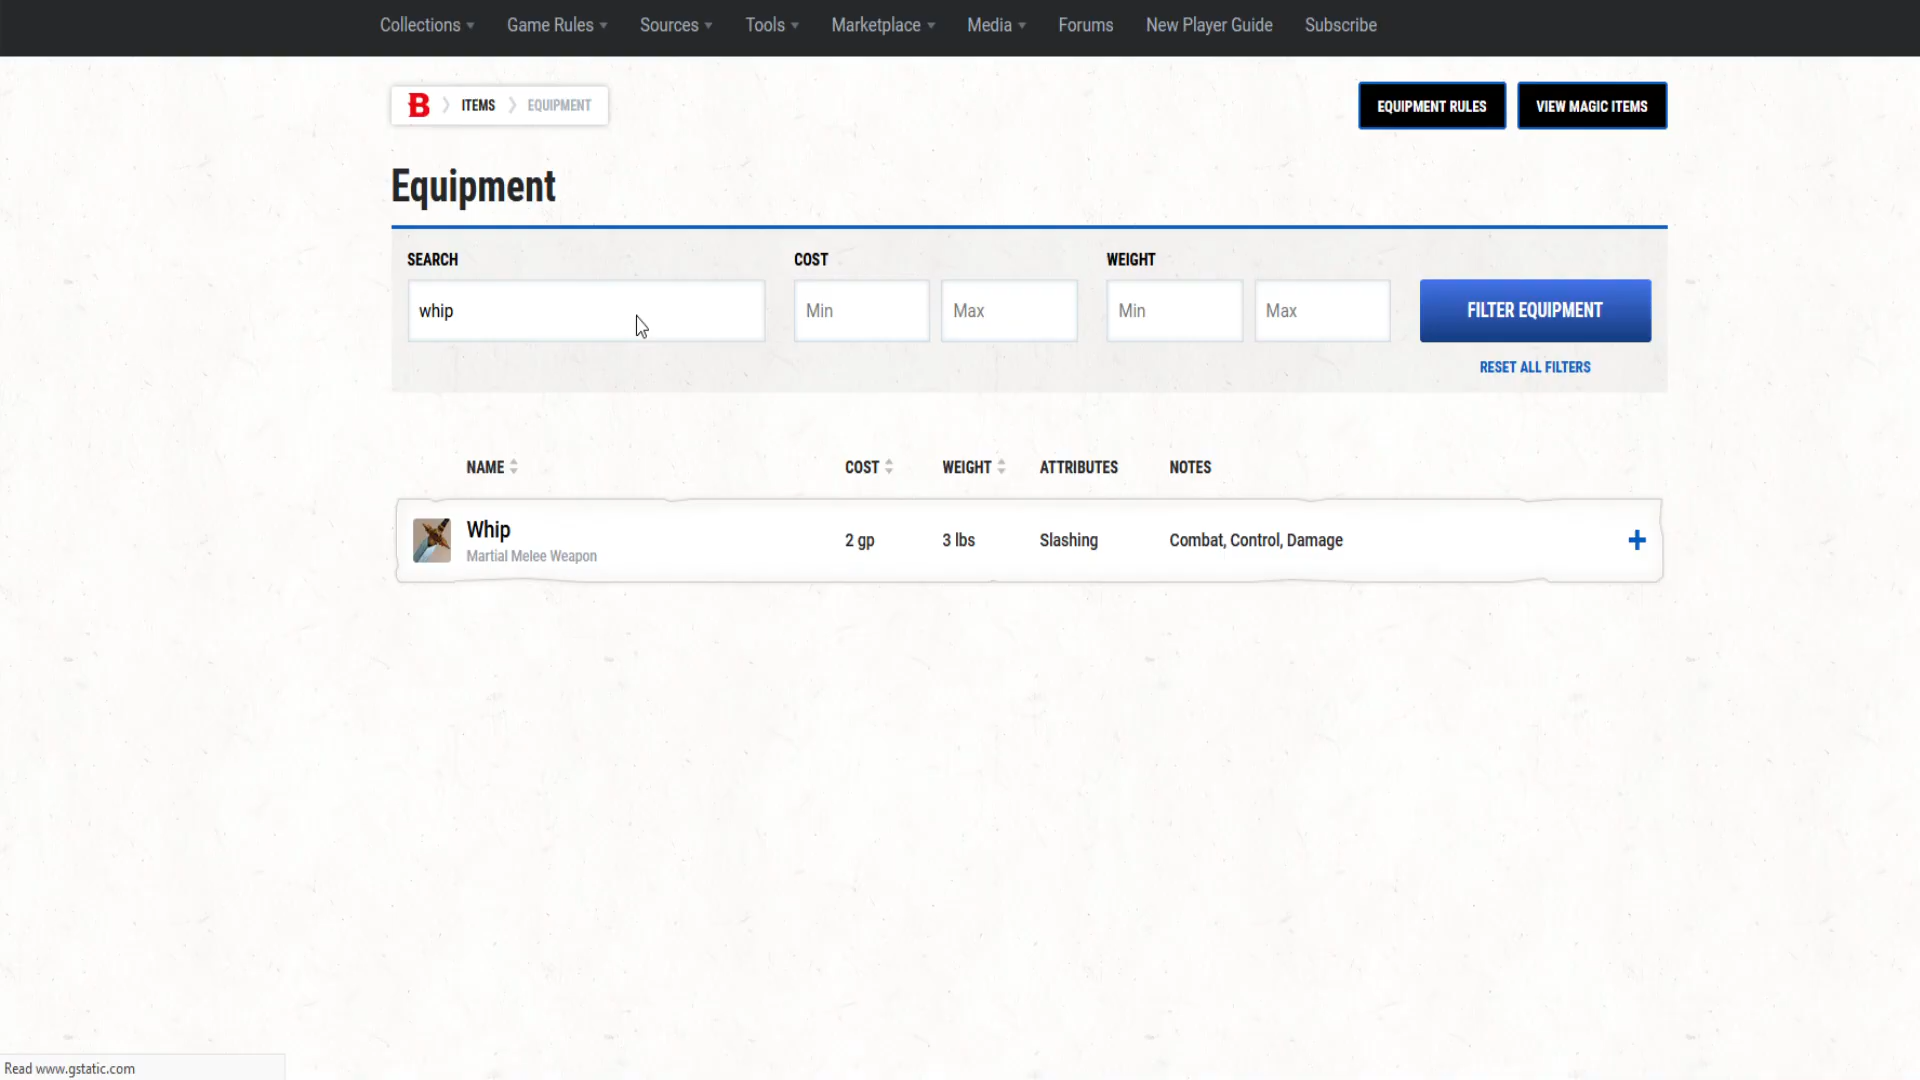 Collections Game Rules Sources Tools Marketplace Media Forums New Player Guide Subscribe
B ITEMS EQUIPMENT
EQUIPMENT RULES VIEW MAGIC ITEMS
Equipment
SEARCH COST WEIGHT
whip Min Max Min Max FILTER EQUIPMENT
RESET ALL FILTERS
NAME COST WEIGHT ATTRIBUTES NOTES
Whip
Martial Melee Weapon
2 gp 3 lbs Slashing Combat, Control, Damage +
Read www.gstatic.com